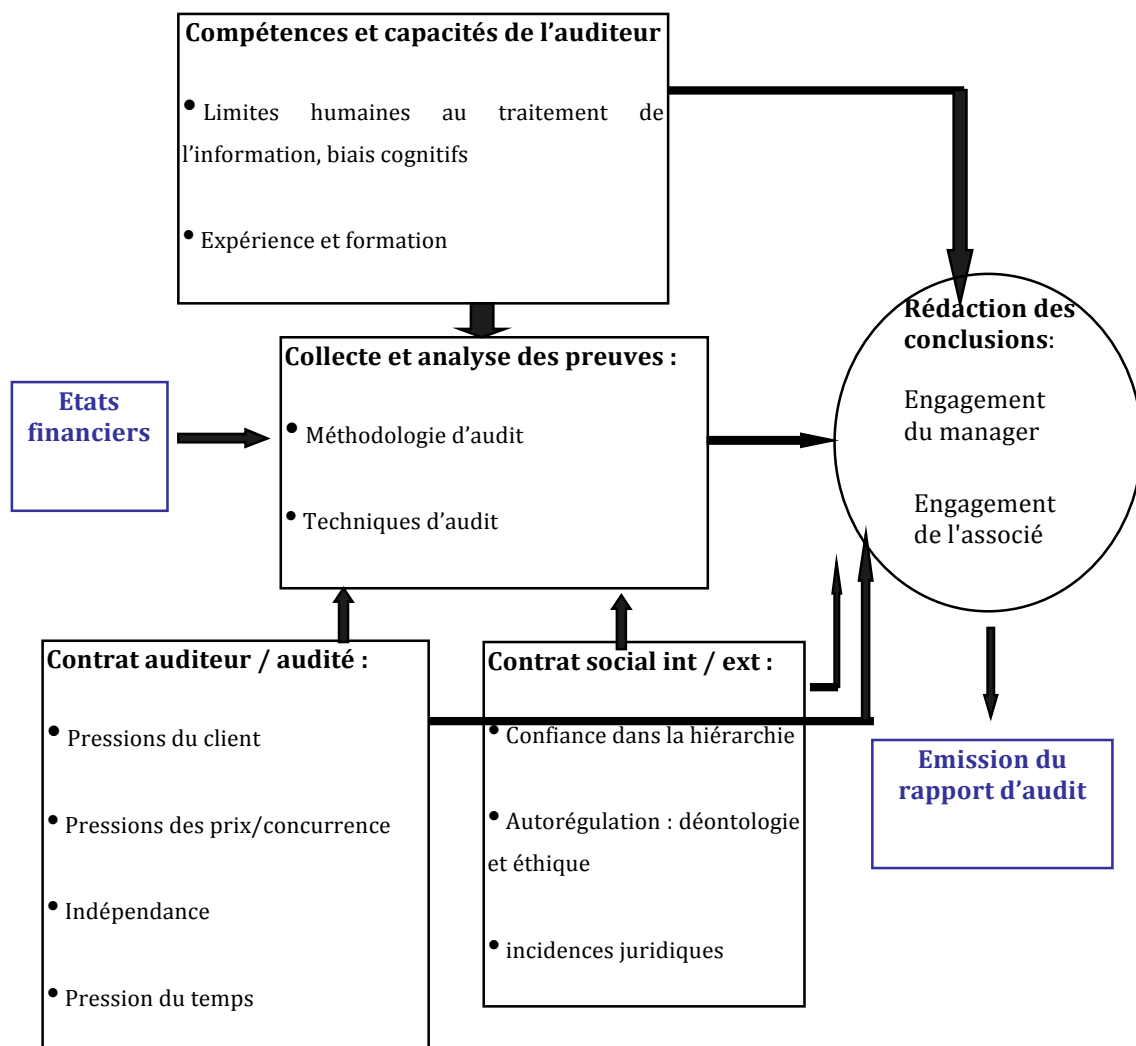 Compétences et capacités de l’auditeur
• Limites humaines au traitement de
l’information, biais cognitifs
• Expérience et formation
Collecte et analyse des preuves :
• Méthodologie d’audit
• Techniques d’audit
Etats
financiers
Rédaction des
conclusions:
Engagement
du manager
Engagement
de l'associé
Contrat auditeur / audité :
• Pressions du client
• Pressions des prix/concurrence
• Indépendance
• Pression du temps
Contrat social int / ext :
• Confiance dans la hiérarchie
• Autorégulation : déontologie
et éthique
• incidences juridiques
Emission du
rapport d’audit